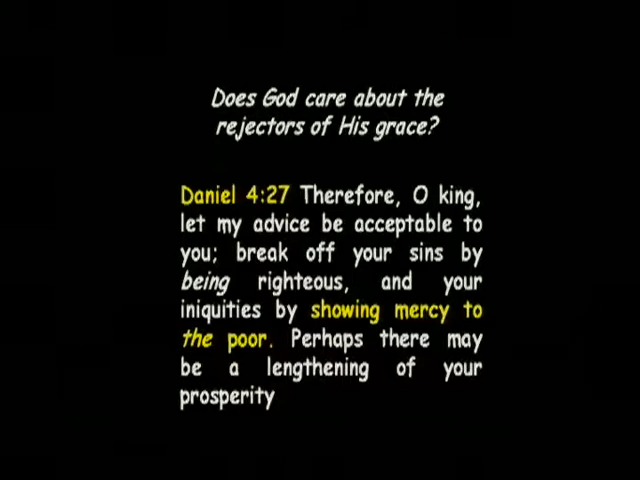 Does God care about the
rejectors of His grace?
Daniel 4:27 Therefore, O king,
let my advice be acceptable to
you; break off your sins by
being righteous, and your
iniquities by showing mercy to
the poor. Perhaps there may
be a lengthening of your
prosperity